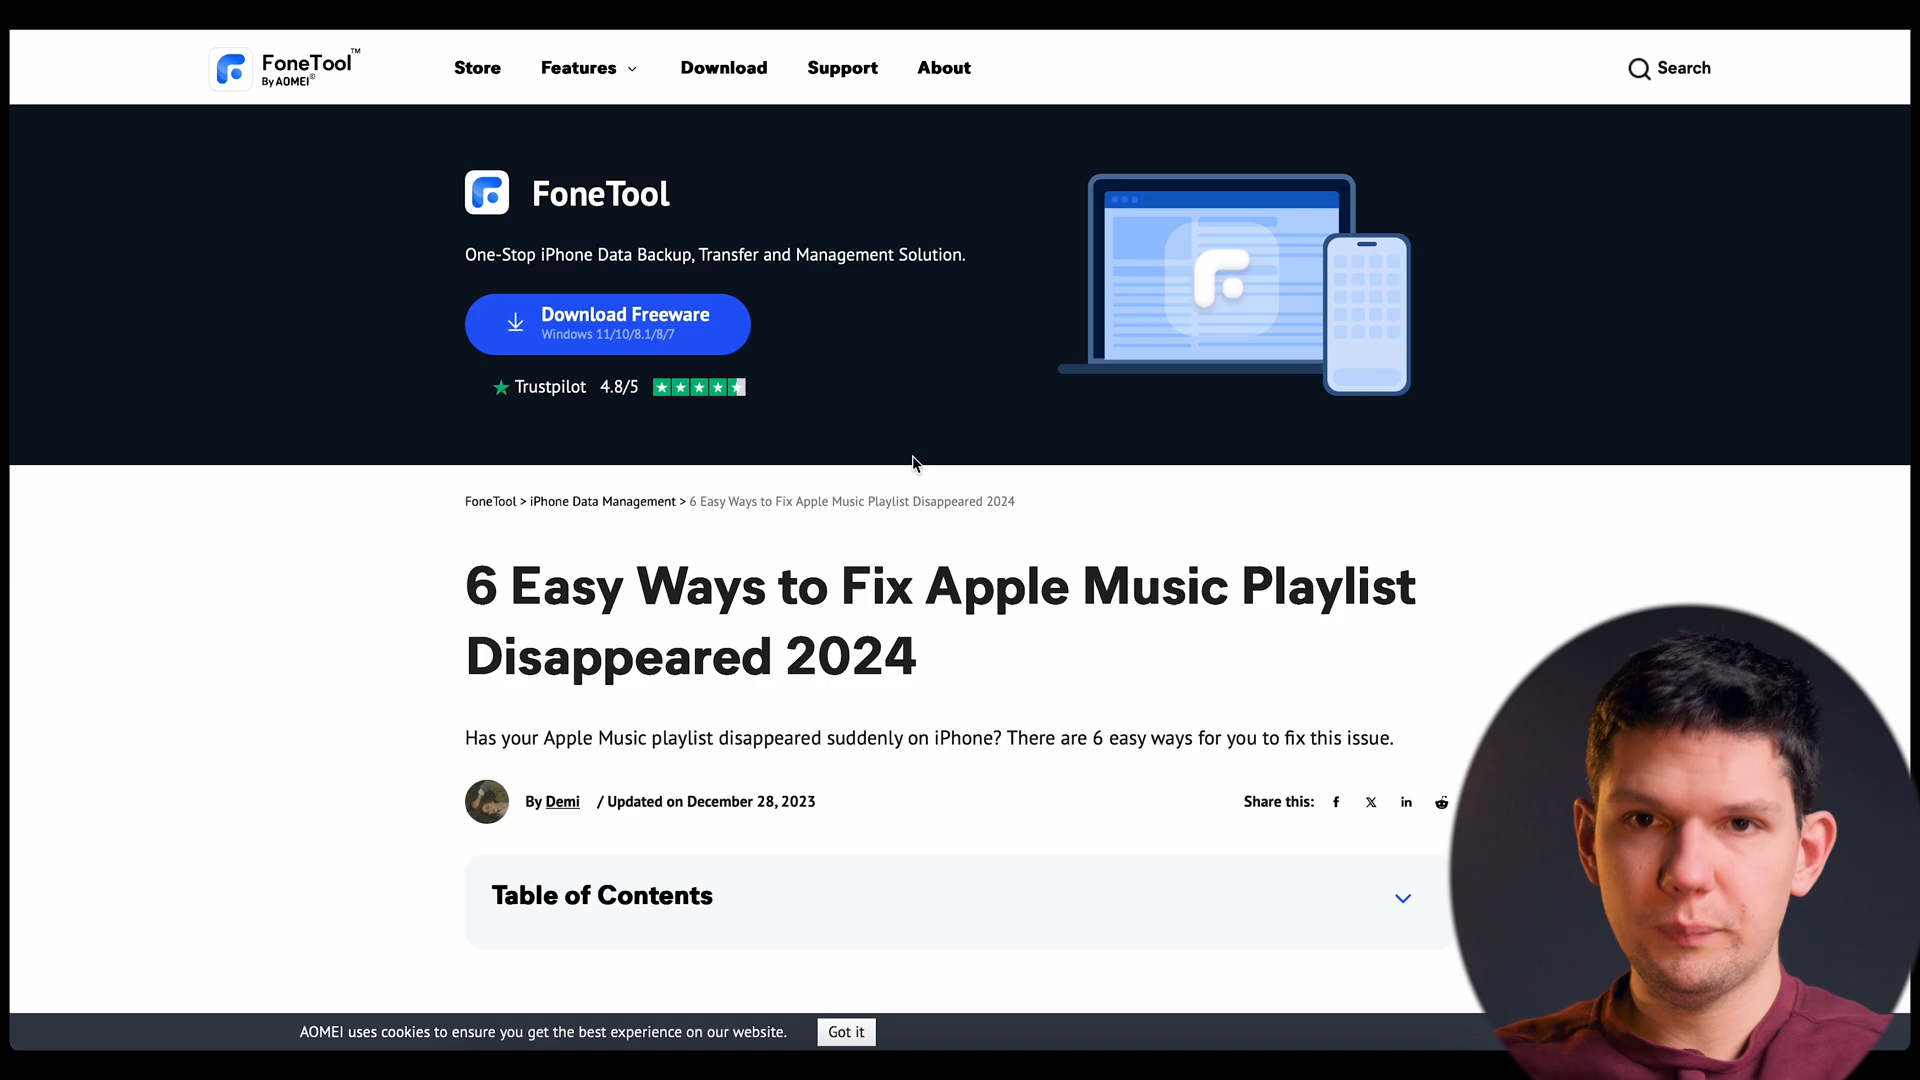 FoneTool™
By AOMEI©
Store
Features
Download
Support
About
Search
FoneTool
One-Stop iPhone Data Backup, Transfer and Management Solution.
Download Freeware
Windows 11/10/8.1/8/7
Trustpilot 4.8/5
FoneTool > iPhone Data Management > 6 Easy Ways to Fix Apple Music Playlist Disappeared 2024
6 Easy Ways to Fix Apple Music Playlist
Disappeared 2024
Has your Apple Music playlist disappeared suddenly on iPhone? There are 6 easy ways for you to fix this issue.
By Demi / Updated on December 28, 2023
Share this:
Table of Contents
AOMEI uses cookies to ensure you get the best experience on our website.
Got it